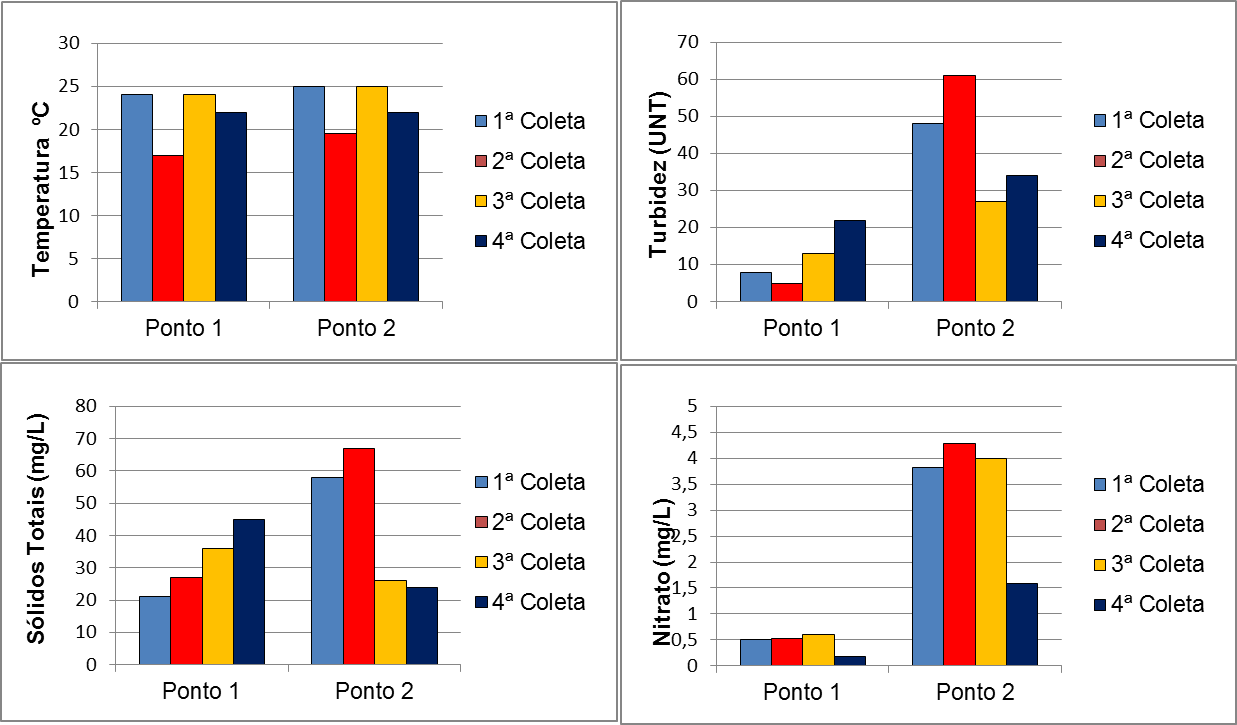 Temperatura ºC
30
25
20
15
10
5
0
Ponto 1
Ponto 2
1ª Coleta
2ª Coleta
3ª Coleta
4ª Coleta
Turbidez (UNT)
70
60
50
40
30
20
10
0
Ponto 1
Ponto 2
1ª Coleta
2ª Coleta
3ª Coleta
4ª Coleta
Sólidos Totais (mg/L)
80
70
60
50
40
30
20
10
0
Ponto 1
Ponto 2
1ª Coleta
2ª Coleta
3ª Coleta
4ª Coleta
Nitrato (mg/L)
5
4,5
4
3,5
3
2,5
2
1,5
1
0,5
0
Ponto 1
Ponto 2
1ª Coleta
2ª Coleta
3ª Coleta
4ª Coleta